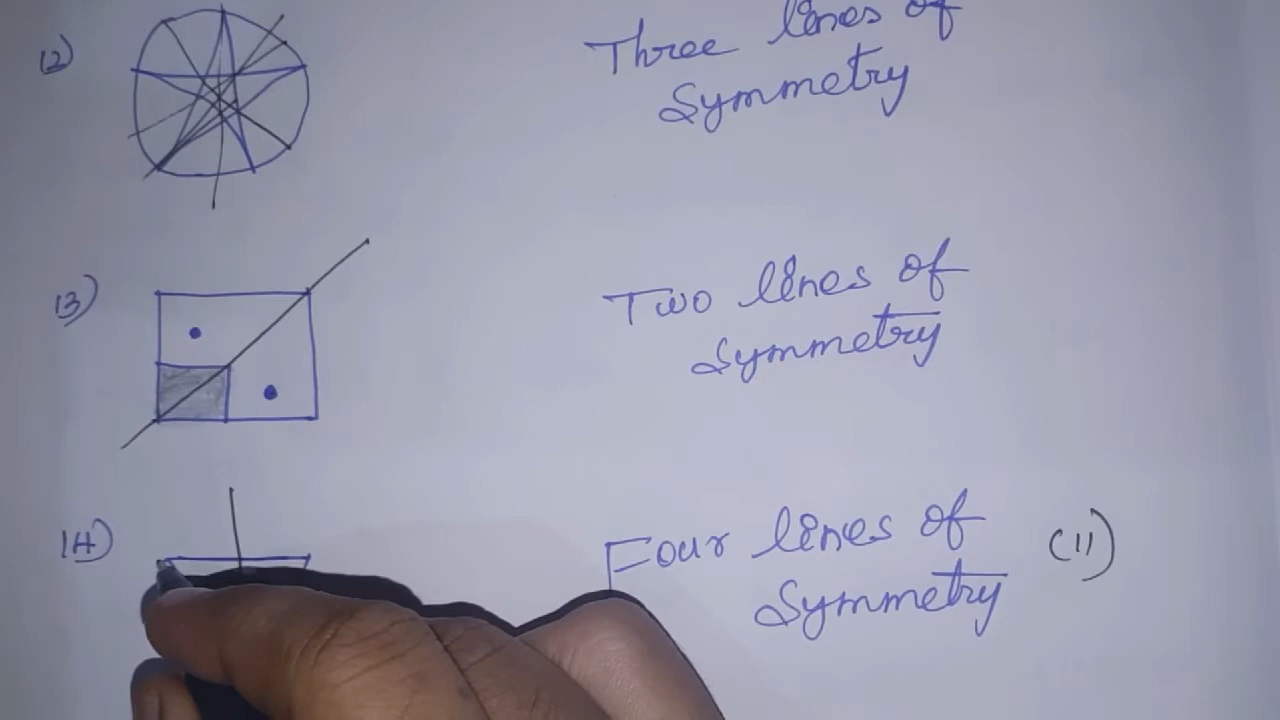 12)
Three lines of
Symmetry
13)
Two lines of
Symmetry
14)
Four lines of (11)
Symmetry